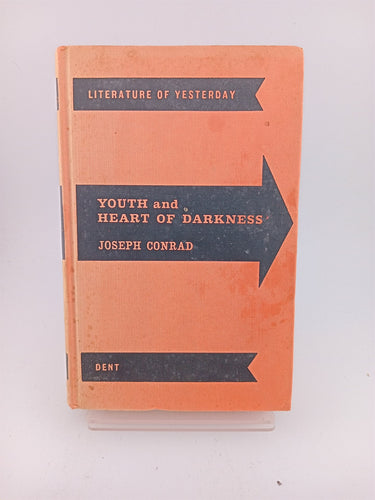 LITERATURE OF YESTERDAY
YOUTH and
HEART OF DARKNESS
JOSEPH CONRAD
DENT